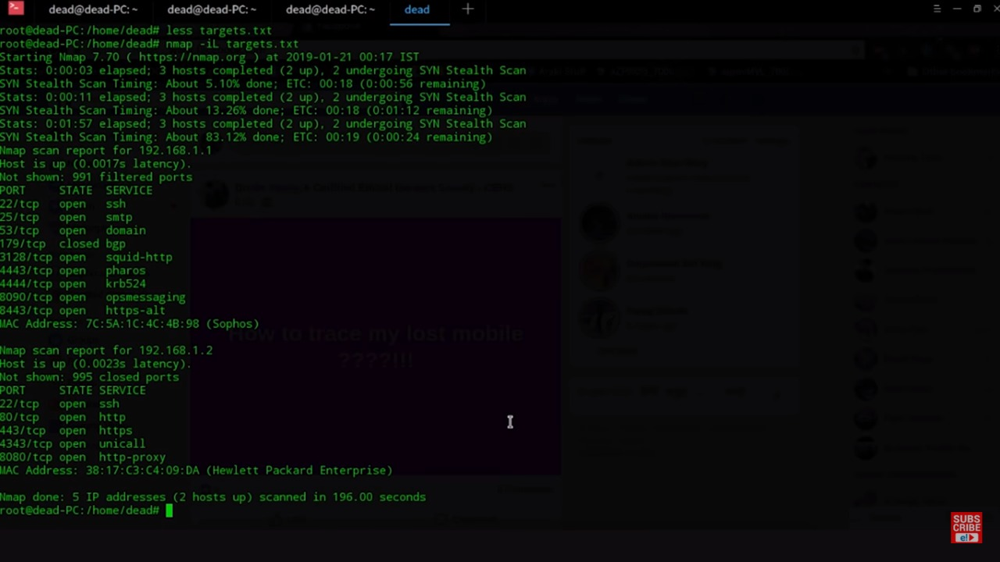 dead@dead-PC: ~ dead@dead-PC: ~ dead@dead-PC: ~ dead
root@dead-PC:/home/dead# less targets.txt
root@dead-PC:/home/dead# nmap -iL targets.txt
Starting Nmap 7.70 ( https://nmap.org ) at 2019-01-21 00:17 IST
Stats: 0:00:03 elapsed; 3 hosts completed (2 up), 2 undergoing SYN Stealth Scan
SYN Stealth Scan Timing: About 5.10% done; ETC: 00:18 (0:00:56 remaining)
Stats: 0:00:11 elapsed; 3 hosts completed (2 up), 2 undergoing SYN Stealth Scan
SYN Stealth Scan Timing: About 13.26% done; ETC: 00:18 (0:01:12 remaining)
Stats: 0:01:57 elapsed; 3 hosts completed (2 up), 2 undergoing SYN Stealth Scan
SYN Stealth Scan Timing: About 83.12% done; ETC: 00:19 (0:00:24 remaining)
Nmap scan report for 192.168.1.1
Host is up (0.0017s latency).
Not shown: 991 filtered ports
PORT STATE SERVICE
22/tcp open ssh
25/tcp open smtp
53/tcp open domain
179/tcp closed bgp
3128/tcp open squid-http
4443/tcp open pharos
4444/tcp open krb524
8090/tcp open opsmessaging
8443/tcp open https-alt
MAC Address: 7C:5A:1C:4C:4B:98 (Sophos)
How to trace my lost mobile
????!!!
Nmap scan report for 192.168.1.2
Host is up (0.0023s latency).
Not shown: 995 closed ports
PORT STATE SERVICE
22/tcp open ssh
80/tcp open http
443/tcp open https
4343/tcp open unicall
8080/tcp open http-proxy
MAC Address: 38:17:C3:C4:09:DA (Hewlett Packard Enterprise)
Nmap done: 5 IP addresses (2 hosts up) scanned in 196.00 seconds
root@dead-PC:/home/dead#
SUBS
CRIBE
e!